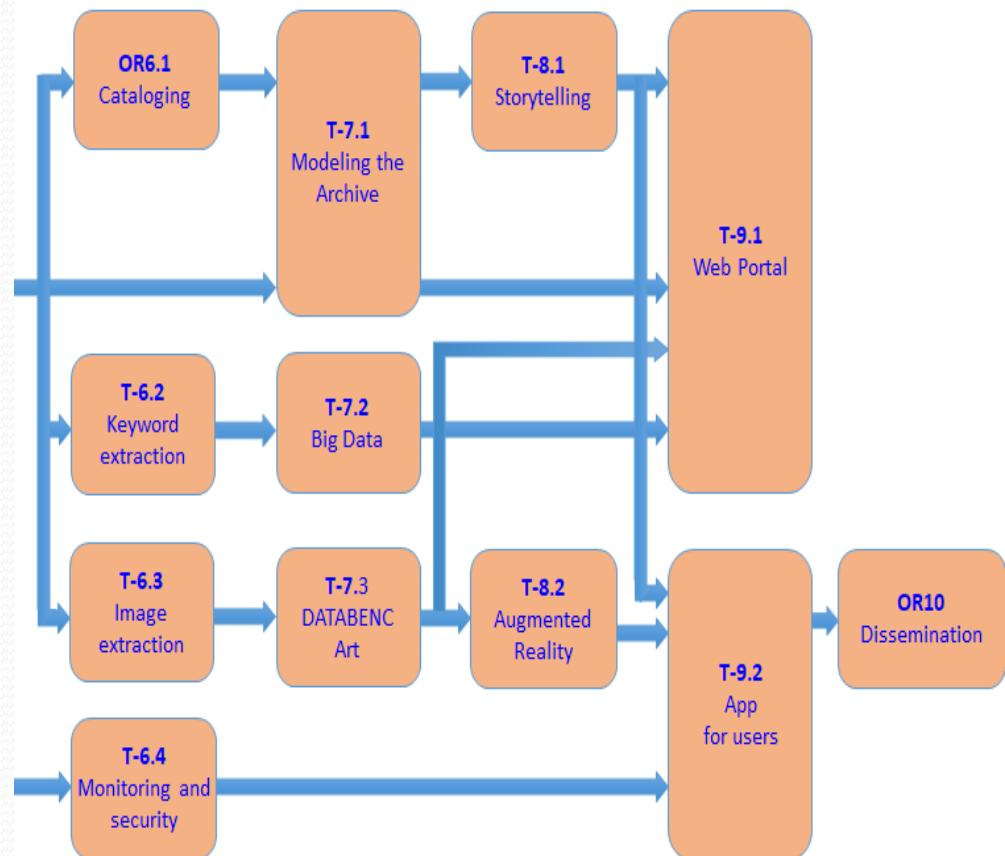 OR6.1
Cataloging
T-7.1
Modeling the
Archive
T-8.1
Storytelling
T-9.1
Web Portal
T-6.2
Keyword
extraction
T-7.2
Big Data
T-6.3
Image
extraction
T-7.3
DATABENC
Art
T-8.2
Augmented
Reality
T-9.2
App
for users
OR10
Dissemination
T-6.4
Monitoring and
security